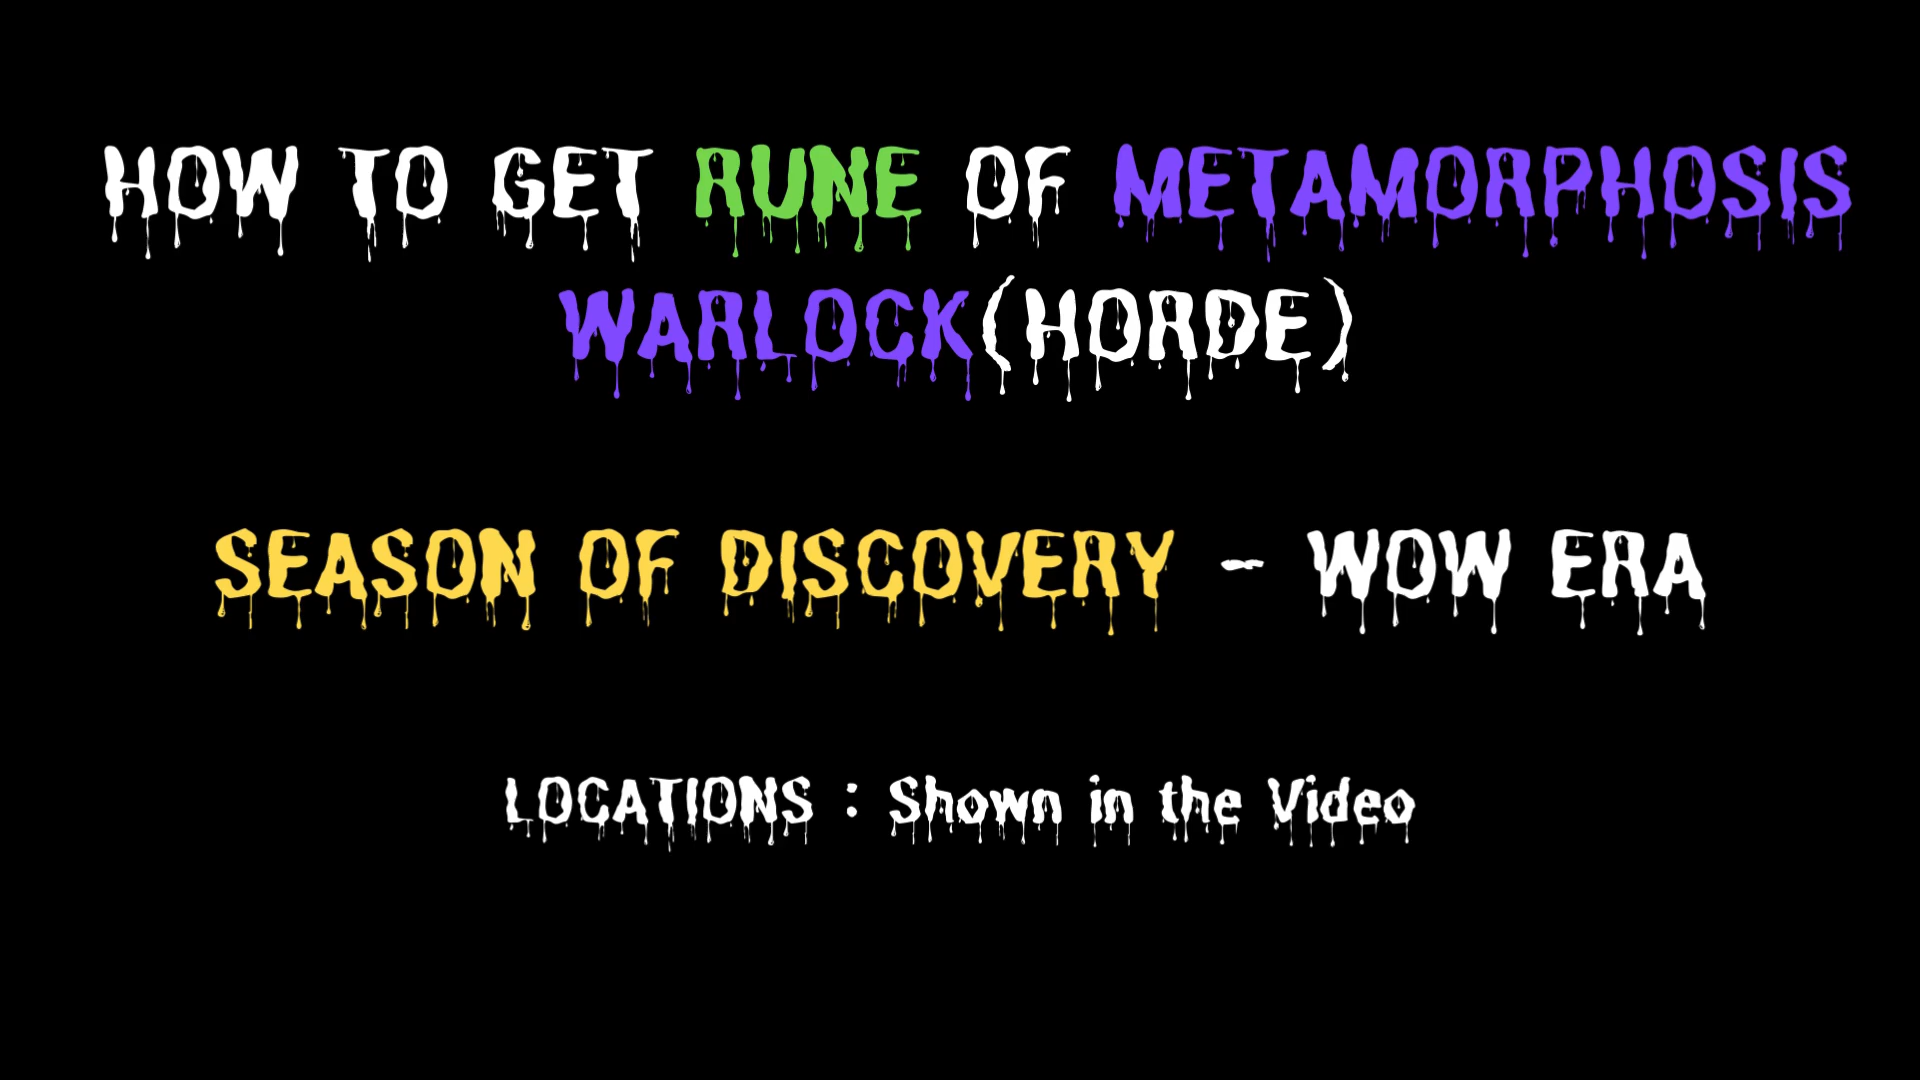 HOW TO GET RUNE OF METAMORPHOSIS
WARLOCK(HORDE)
SEASON OF DISCOVERY - WOW ERA
LOCATIONS : Shown in the Video